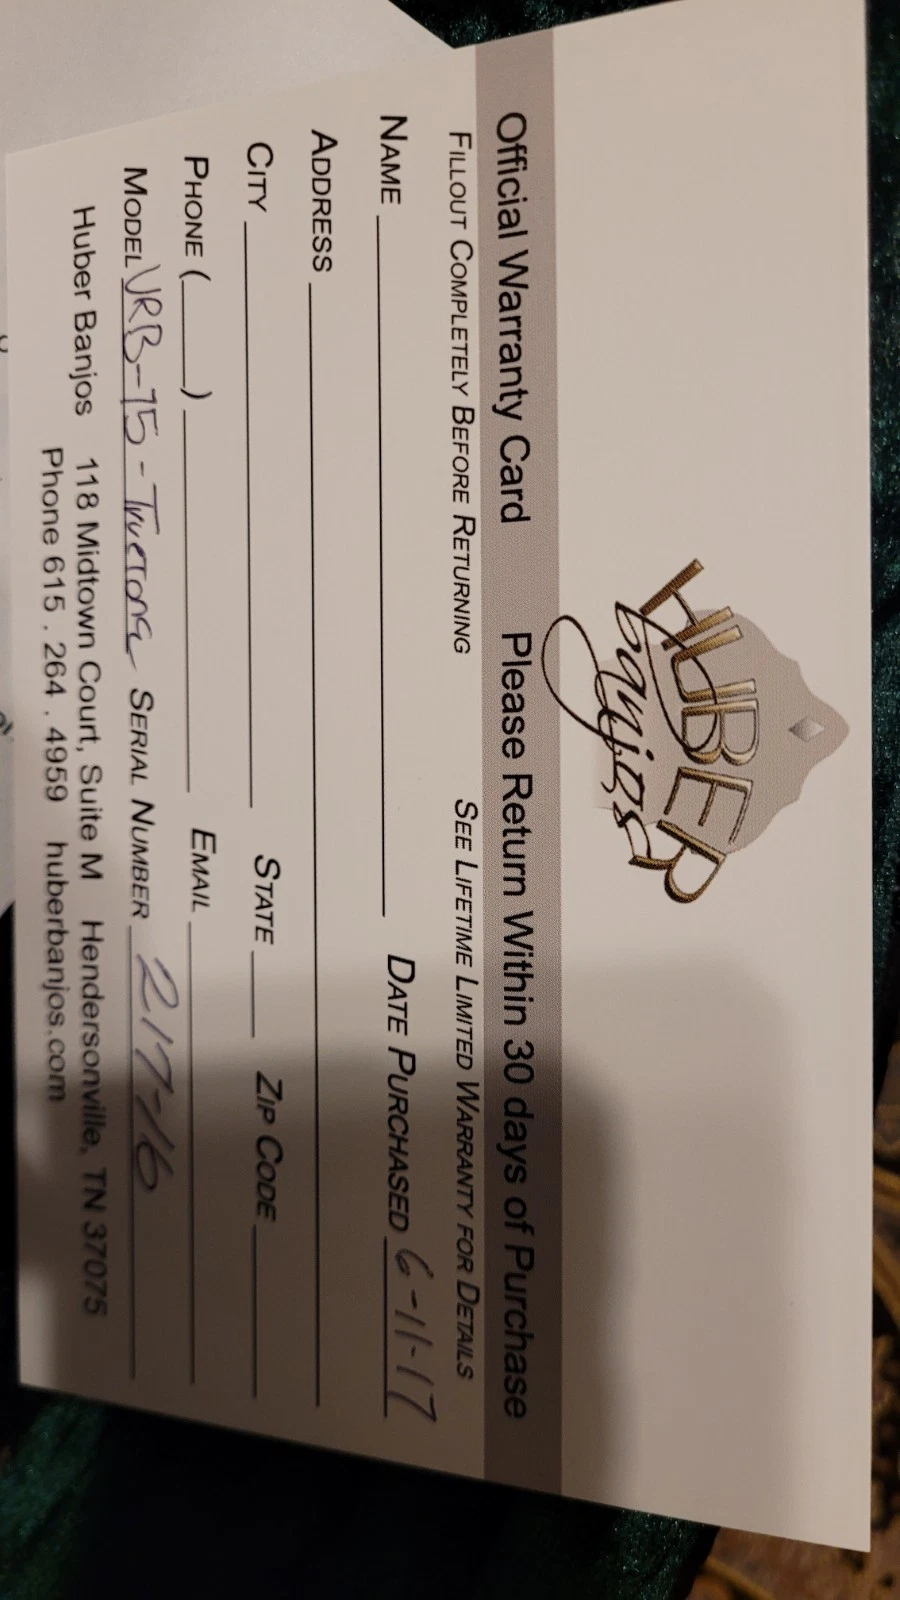 HUBER
banjos
Official Warranty Card Please Return Within 30 days of Purchase
FILLOUT COMPLETELY BEFORE RETURNING SEE LIFETIME LIMITED WARRANTY FOR DETAILS
NAME DATE PURCHASED 6-11-17
ADDRESS
CITY STATE ZIP CODE
PHONE ( ) EMAIL
MODEL VRB-75-Truetone SERIAL NUMBER 217-16
Huber Banjos 118 Midtown Court, Suite M Hendersonville, TN 37075
Phone 615 . 264 . 4959 huberbanjos.com